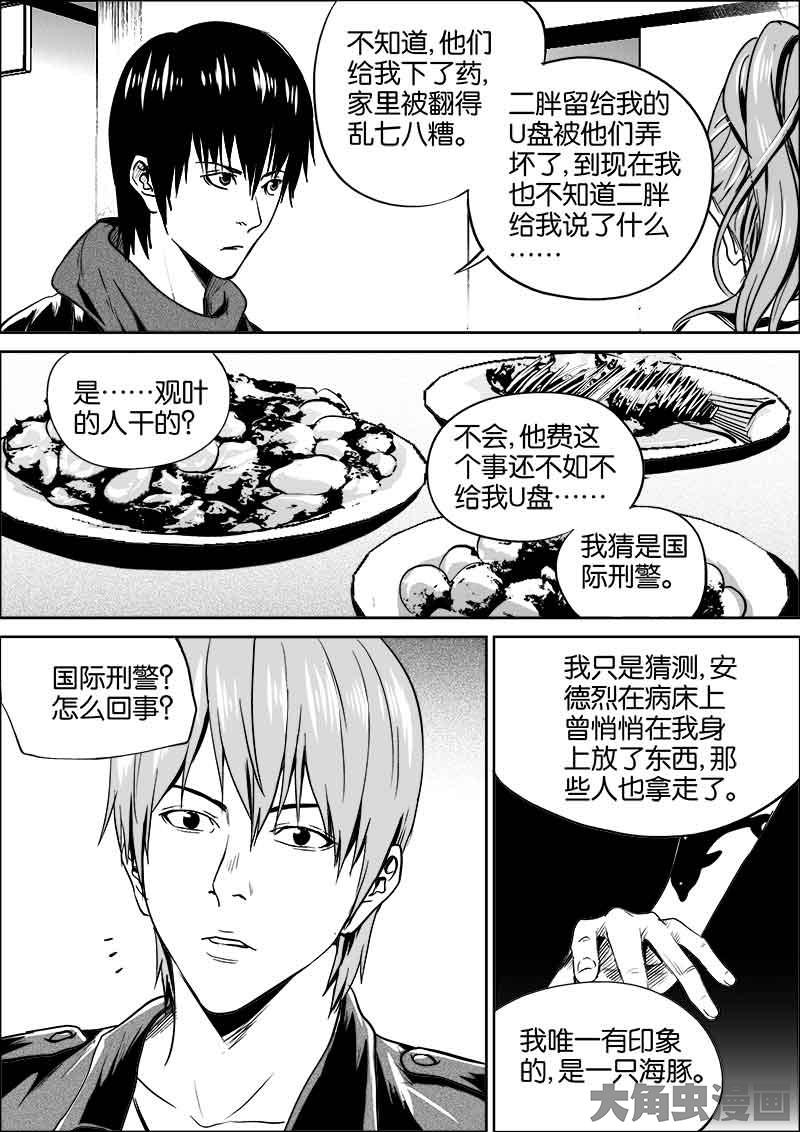 不知道,他们
给我下了药,
家里被翻得
乱七八糟。
二胖留给我的
U盘被他们弄
坏了,到现在我
也不知道二胖
给我说了什么
……
是……观叶
的人干的?
不会,他费这
个事还不如不
给我U盘……
我猜是国
际刑警。
国际刑警?
怎么回事?
我只是猜测,安
德烈在病床上
曾悄悄在我身
上放了东西,那
些人也拿走了。
我唯一有印象
的,是一只海豚。
大角虫漫画